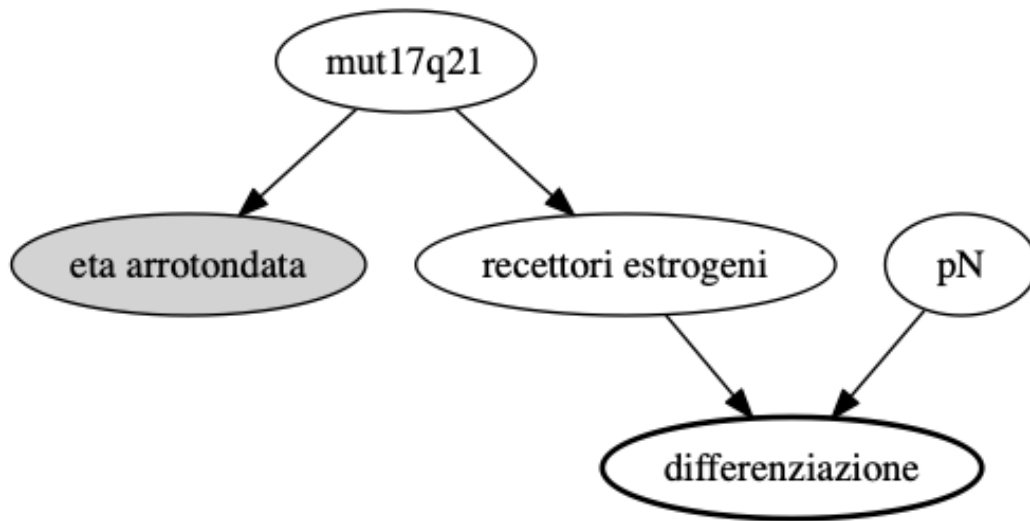 mut17q21
eta arrotondata
recettori estrogeni
pN
differenziazione